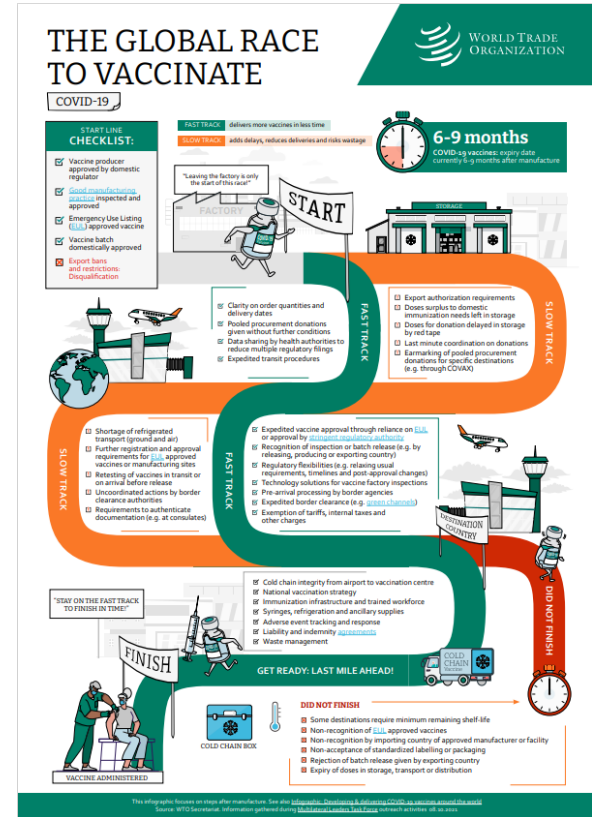 THE GLOBAL RACE
TO VACCINATE
COVID-19
WORLD TRADE
ORGANIZATION
START LINE
CHECKLIST:
Vaccine producer
approved by domestic
regulator
Good manufacturing
practice inspected and
approved
Emergency Use Listing
(EUL) approved vaccine
Vaccine batch
domestically approved
Export bans
and restrictions:
Disqualification
FAST TRACK delivers more vaccines in less time
SLOW TRACK adds delays, reduces deliveries and risks wastage
6-9 months
COVID-19 vaccines: expiry date
currently 6-9 months after manufacture
"Leaving the factory is only
the start of this race!"
FACTORY
START
STORAGE
Clarity on order quantities and
delivery dates
Pooled procurement donations
given without further conditions
Data sharing by health authorities to
reduce multiple regulatory filings
Expedited transit procedures
FAST TRACK
Export authorization requirements
Doses surplus to domestic
immunization needs left in storage
Doses for donation delayed in storage
by red tape
Last minute coordination on donations
Earmarking of pooled procurement
donations for specific destinations
(e.g. through COVAX)
SLOW TRACK
SLOW TRACK
Shortage of refrigerated
transport (ground and air)
Further registration and approval
requirements for EUL approved
vaccines or manufacturing sites
Retesting of vaccines in transit or
on arrival before release
Uncoordinated actions by border
clearance authorities
Requirements to authenticate
documentation (e.g. at consulates)
FAST TRACK
Expedited vaccine approval through reliance on EUL
or approval by stringent regulatory authority
Recognition of inspection or batch release (e.g. by
releasing, producing or exporting country)
Regulatory flexibilities (e.g. relaxing usual
requirements, timelines and post-approval changes)
Technology solutions for vaccine factory inspections
Pre-arrival processing by border agencies
Expedited border clearance (e.g. green channels)
Exemption of tariffs, internal taxes and
other charges
DESTINATION
COUNTRY
DID NOT FINISH
"STAY ON THE FAST TRACK
TO FINISH IN TIME!"
Cold chain integrity from airport to vaccination centre
National vaccination strategy
Immunization infrastructure and trained workforce
Syringes, refrigeration and ancillary supplies
Adverse event tracking and response
Liability and indemnity agreements
Waste management
FINISH
GET READY: LAST MILE AHEAD!
COLD
CHAIN
Vaccine
COLD CHAIN BOX
VACCINE ADMINISTERED
DID NOT FINISH
Some destinations require minimum remaining shelf-life
Non-recognition of EUL approved vaccines
Non-recognition by importing country of approved manufacturer or facility
Non-acceptance of standardized labelling or packaging
Rejection of batch release given by exporting country
Expiry of doses in storage, transport or distribution
This infographic focuses on steps after manufacture. See also Infographic: Developing & delivering COVID-19 vaccines around the world
Source: WTO Secretariat. Information gathered during Multilateral Leaders Task Force outreach activities. 08.10.2021